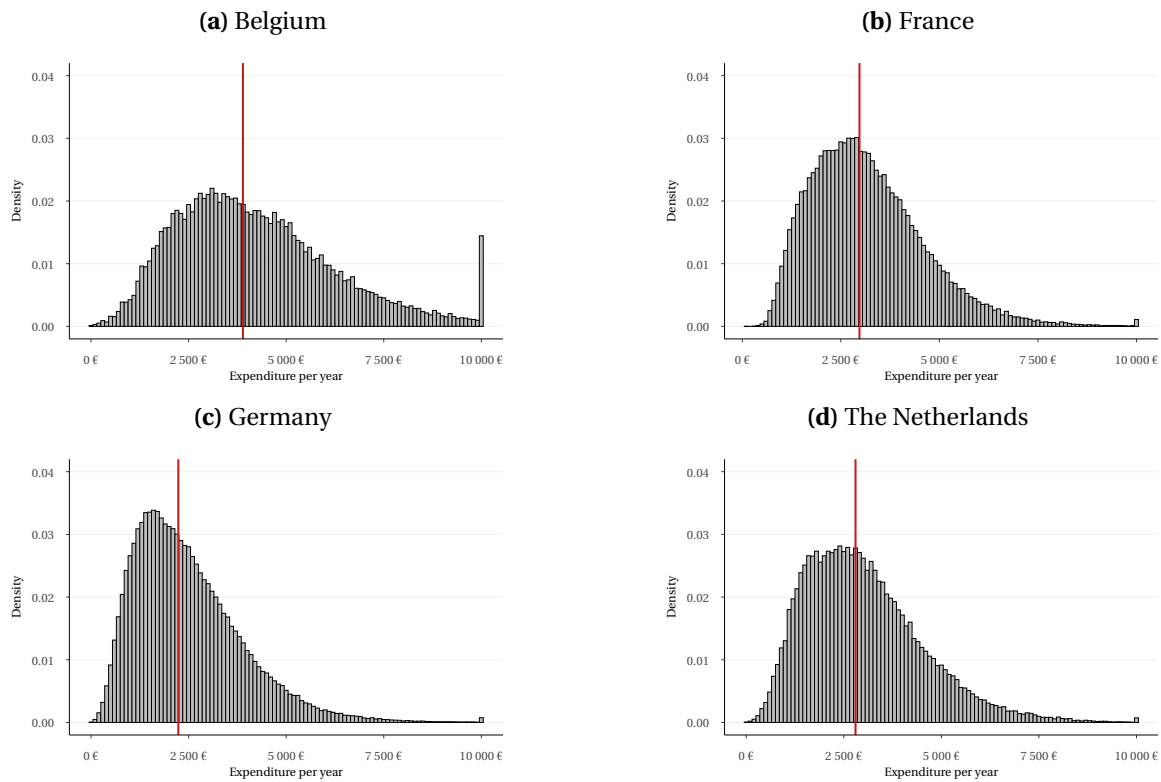 (a) Belgium
0.04
0.03
0.02
0.01
0.00
Density
0 €
2 500 €
5 000 €
7 500 €
10 000 €
Expenditure per year
(b) France
0.04
0.03
0.02
0.01
0.00
Density
0 €
2 500 €
5 000 €
7 500 €
10 000 €
Expenditure per year
(c) Germany
0.04
0.03
0.02
0.01
0.00
Density
0 €
2 500 €
5 000 €
7 500 €
10 000 €
Expenditure per year
(d) The Netherlands
0.04
0.03
0.02
0.01
0.00
Density
0 €
2 500 €
5 000 €
7 500 €
10 000 €
Expenditure per year